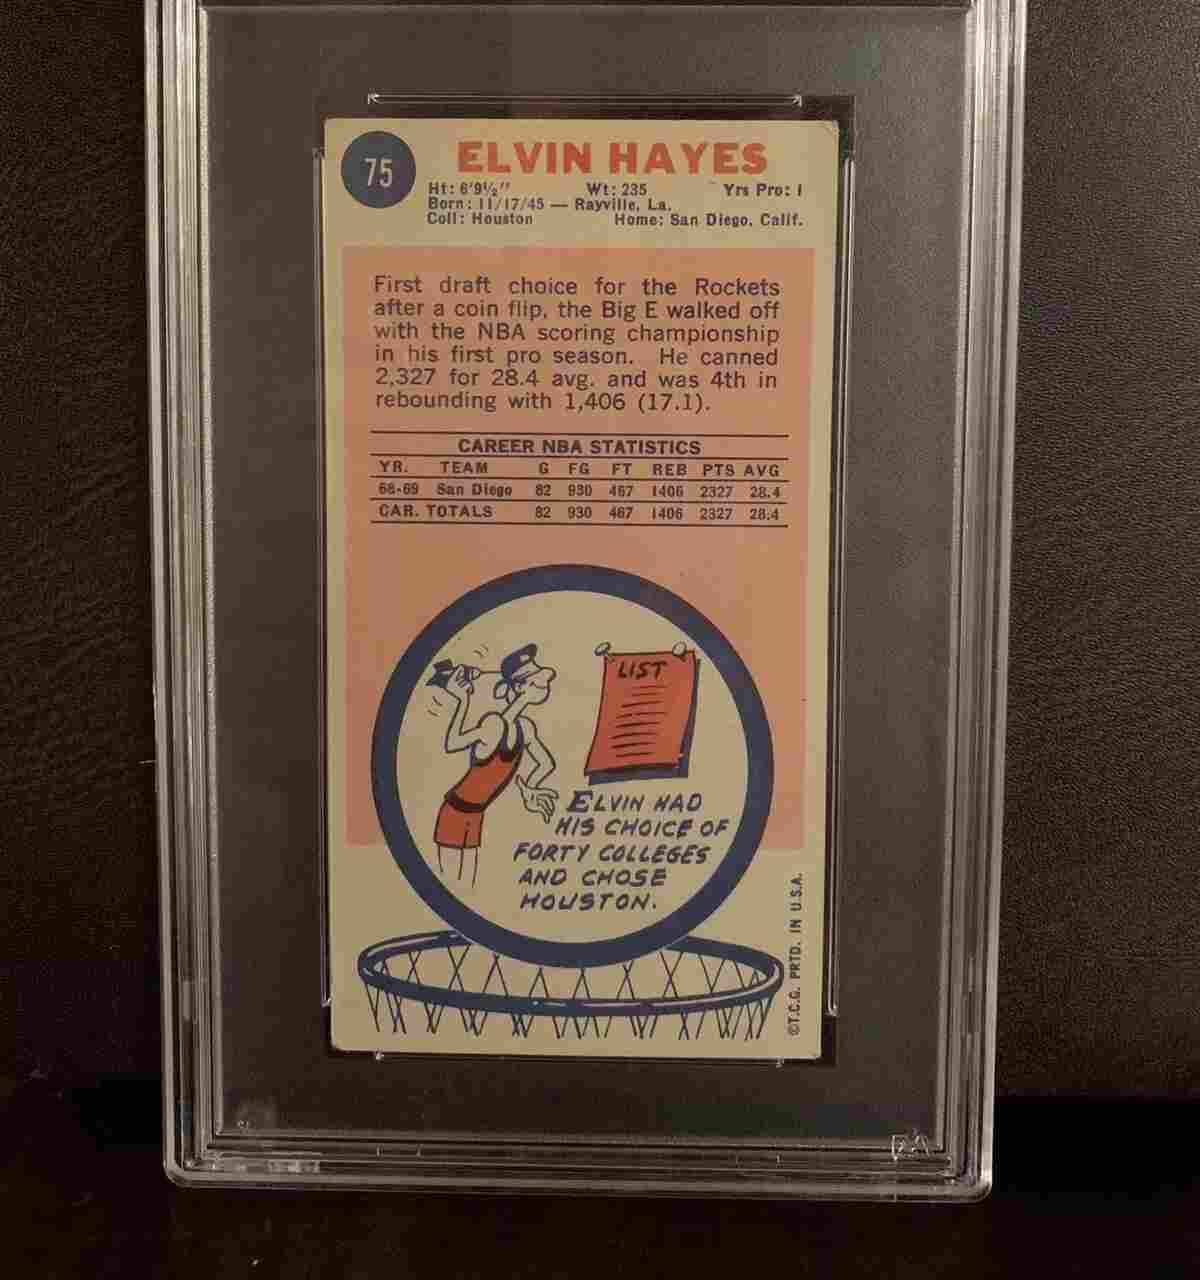 75
ELVIN HAYES
Ht: 6'9½" Wt: 235 Yrs Pro: 1
Born: 11/17/45 — Rayville, La.
Coll: Houston Home: San Diego, Calif.
First draft choice for the Rockets
after a coin flip, the Big E walked off
with the NBA scoring championship
in his first pro season. He canned
2,327 for 28.4 avg. and was 4th in
rebounding with 1,406 (17.1).
CAREER NBA STATISTICS
YR. TEAM G FG FT REB PTS AVG
68-69 San Diego 82 930 467 1406 2327 28.4
CAR. TOTALS 82 930 467 1406 2327 28.4
LIST
ELVIN HAD
HIS CHOICE OF
FORTY COLLEGES
AND CHOSE
HOUSTON.
©T.C.G. PRTD. IN U.S.A.